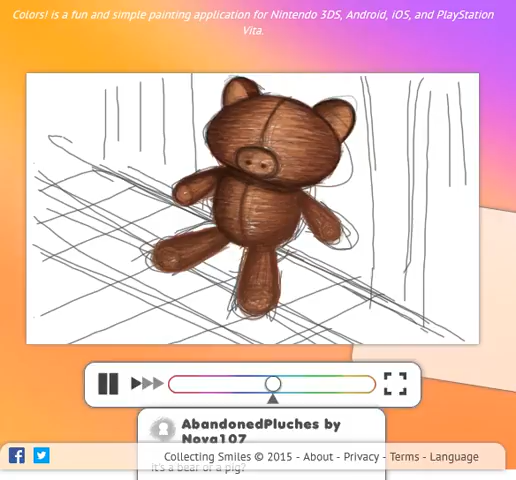 Colors! is a fun and simple painting application for Nintendo 3DS, Android, iOS, and PlayStation
Vita.
AbandonedPluches by
Nova107
Collecting Smiles © 2015 - About - Privacy - Terms - Language
it's a bear or a pig?